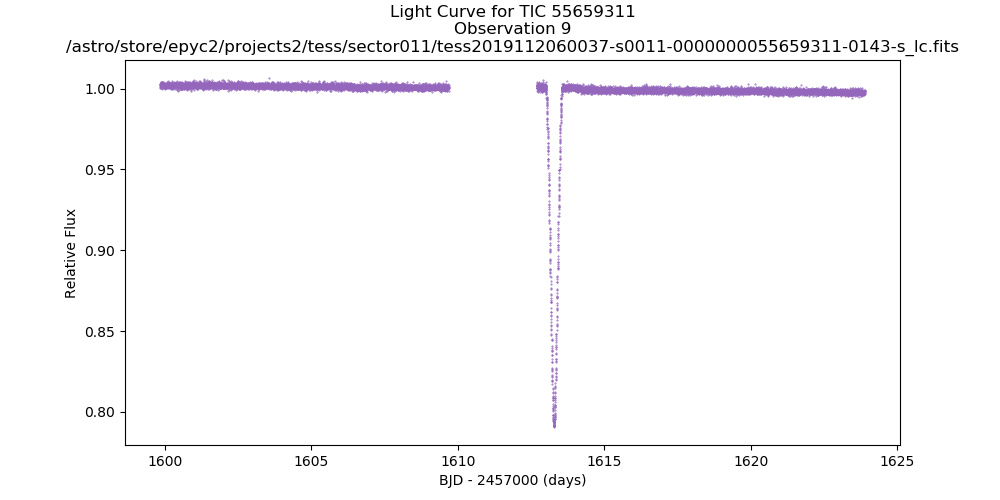 Light Curve for TIC 55659311
Observation 9
/astro/store/epyc2/projects2/tess/sector011/tess2019112060037-s0011-0000000055659311-0143-s_lc.fits
1.00
0.95
0.90
0.85
0.80
Relative Flux
1600
1605
1610
1615
1620
1625
BJD - 2457000 (days)